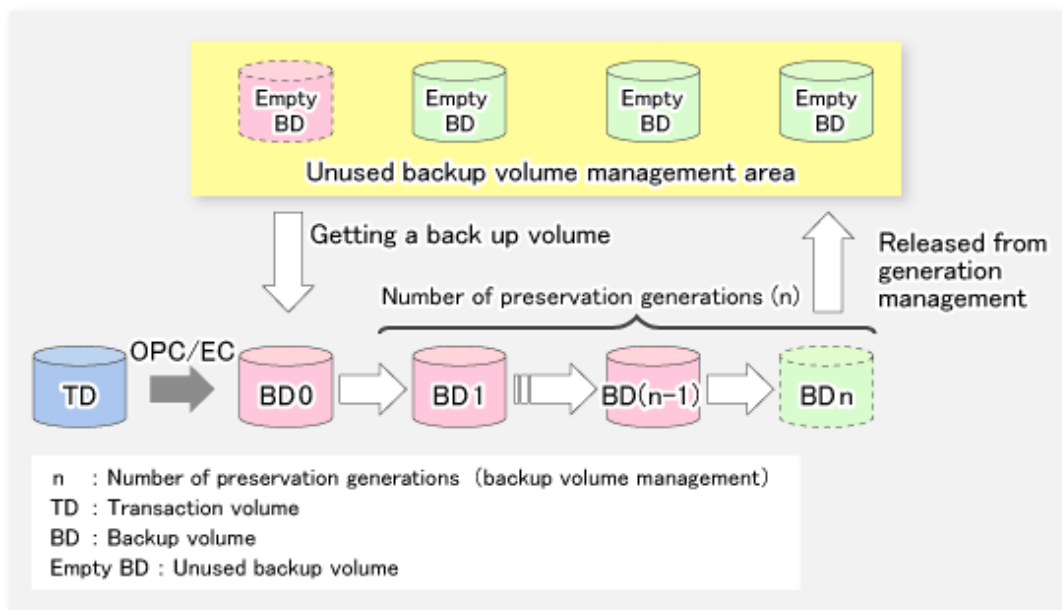 Empty
BD
Empty
BD
Empty
BD
Empty
BD
Unused backup volume management area
Getting a back up volume
Released from
generation
management
Number of preservation generations (n)
OPC/EC
TD
BD0
BD1
BD(n-1)
BDn
n : Number of preservation generations (backup volume management)
TD : Transaction volume
BD : Backup volume
Empty BD : Unused backup volume